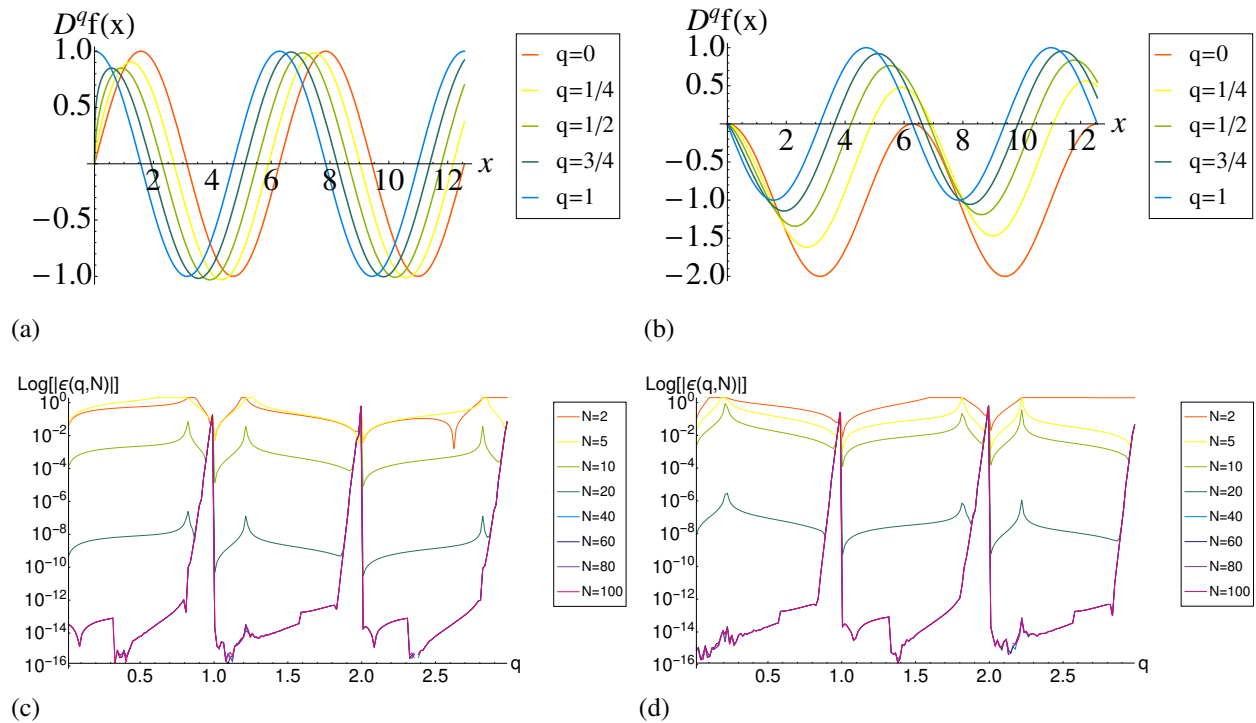 D^q f(x)
1.0
0.5
−0.5
−1.0
2 4 6 8 10 12 x
q=0
q=1/4
q=1/2
q=3/4
q=1
(a)
D^q f(x)
1.0
0.5
−0.5
−1.0
−1.5
−2.0
2 4 6 8 10 12 x
q=0
q=1/4
q=1/2
q=3/4
q=1
(b)
Log[|ϵ(q,N)|]
10^0
10^-2
10^-4
10^-6
10^-8
10^-10
10^-12
10^-14
10^-16
0.5 1.0 1.5 2.0 2.5 q
N=2
N=5
N=10
N=20
N=40
N=60
N=80
N=100
(c)
Log[|ϵ(q,N)|]
10^0
10^-2
10^-4
10^-6
10^-8
10^-10
10^-12
10^-14
10^-16
0.5 1.0 1.5 2.0 2.5 q
N=2
N=5
N=10
N=20
N=40
N=60
N=80
N=100
(d)